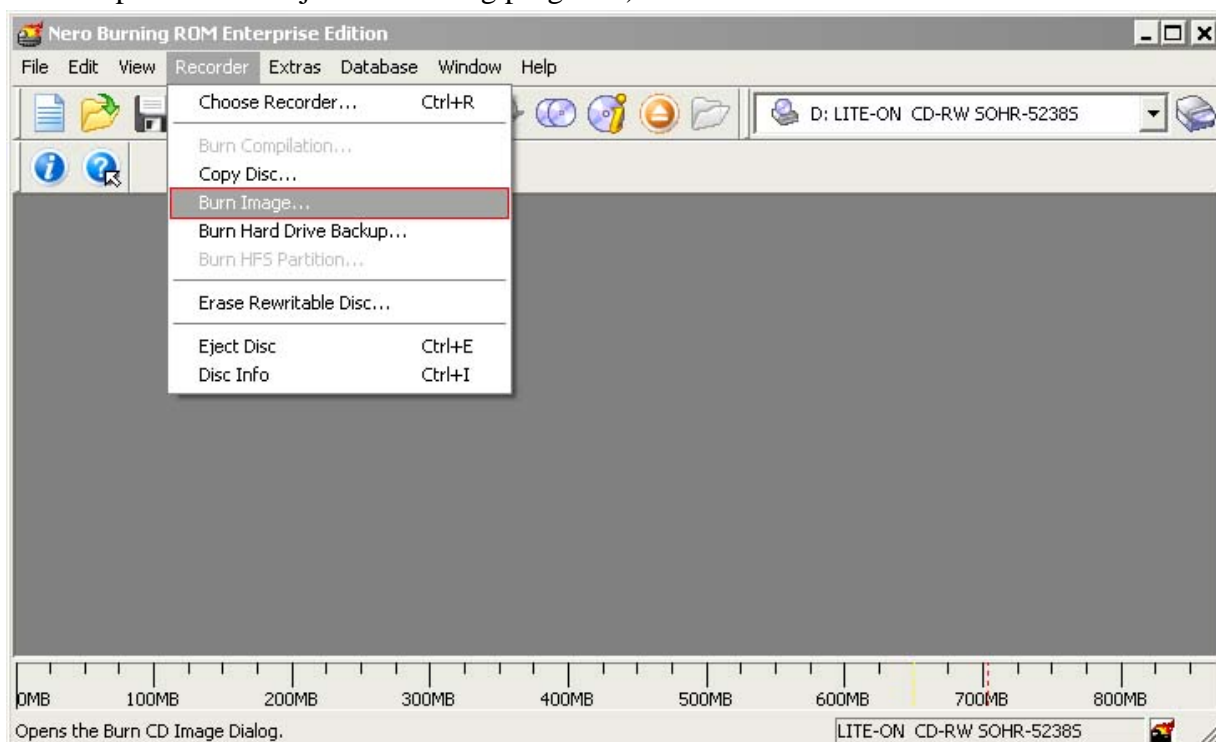 Nero Burning ROM Enterprise Edition
File Edit View Recorder Extras Database Window Help
Choose Recorder... Ctrl+R
D: LITE-ON CD-RW SOHR-5238S
Burn Compilation...
Copy Disc...
Burn Image...
Burn Hard Drive Backup...
Burn HFS Partition...
Erase Rewritable Disc...
Eject Disc Ctrl+E
Disc Info Ctrl+I
0MB 100MB 200MB 300MB 400MB 500MB 600MB 700MB 800MB
Opens the Burn CD Image Dialog. LITE-ON CD-RW SOHR-5238S